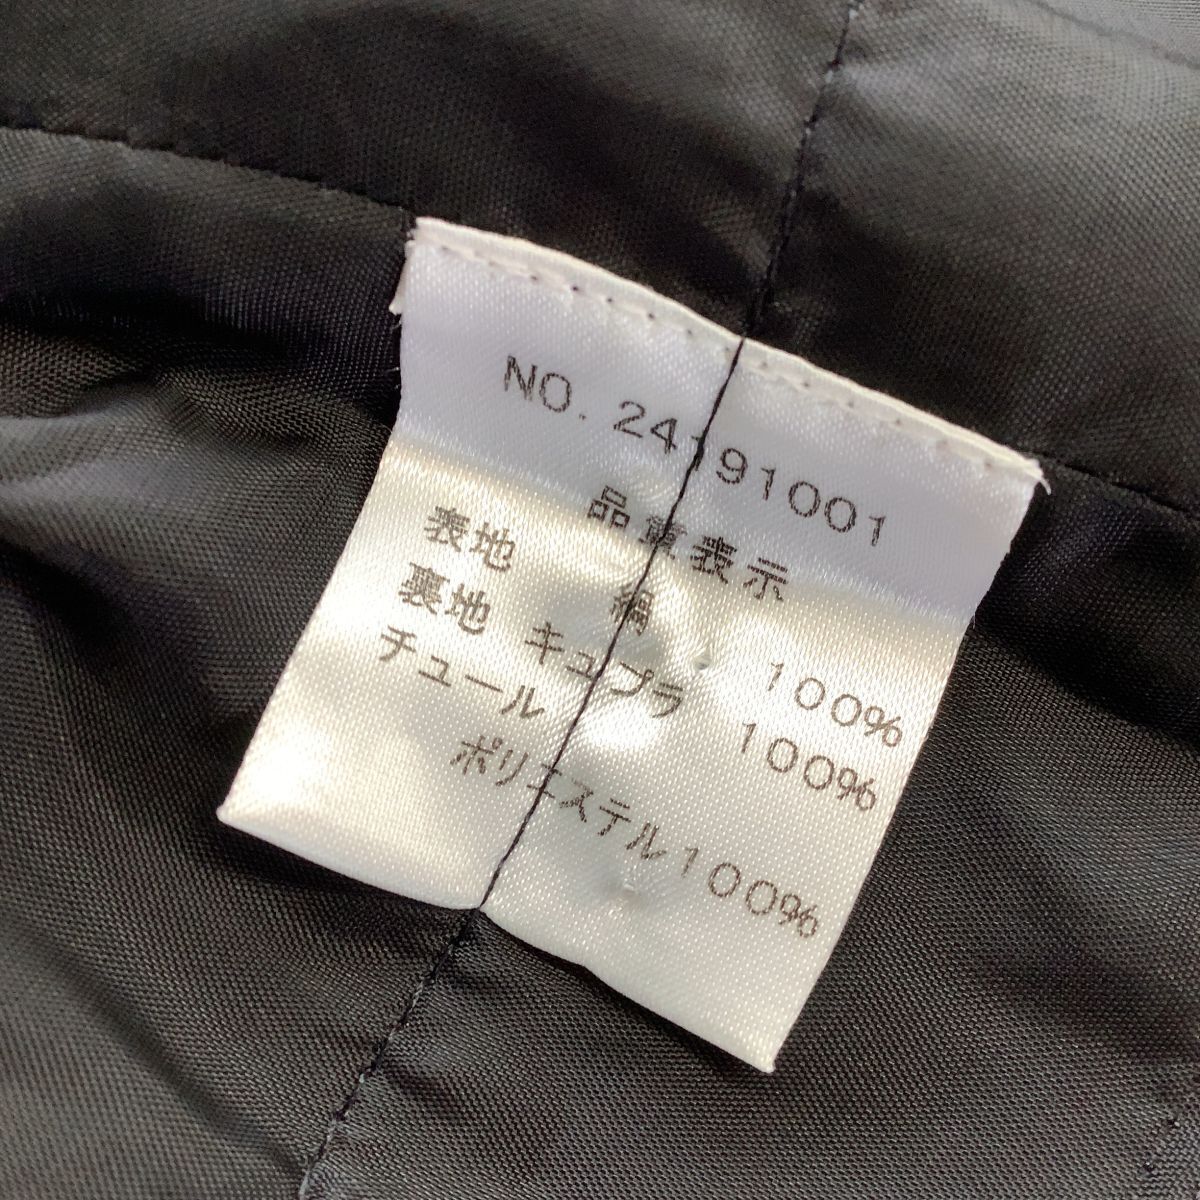 NO. 24191001
品質表示
表地 絹 100%
裏地 キュプラ 100%
チュール
ポリエステル100%